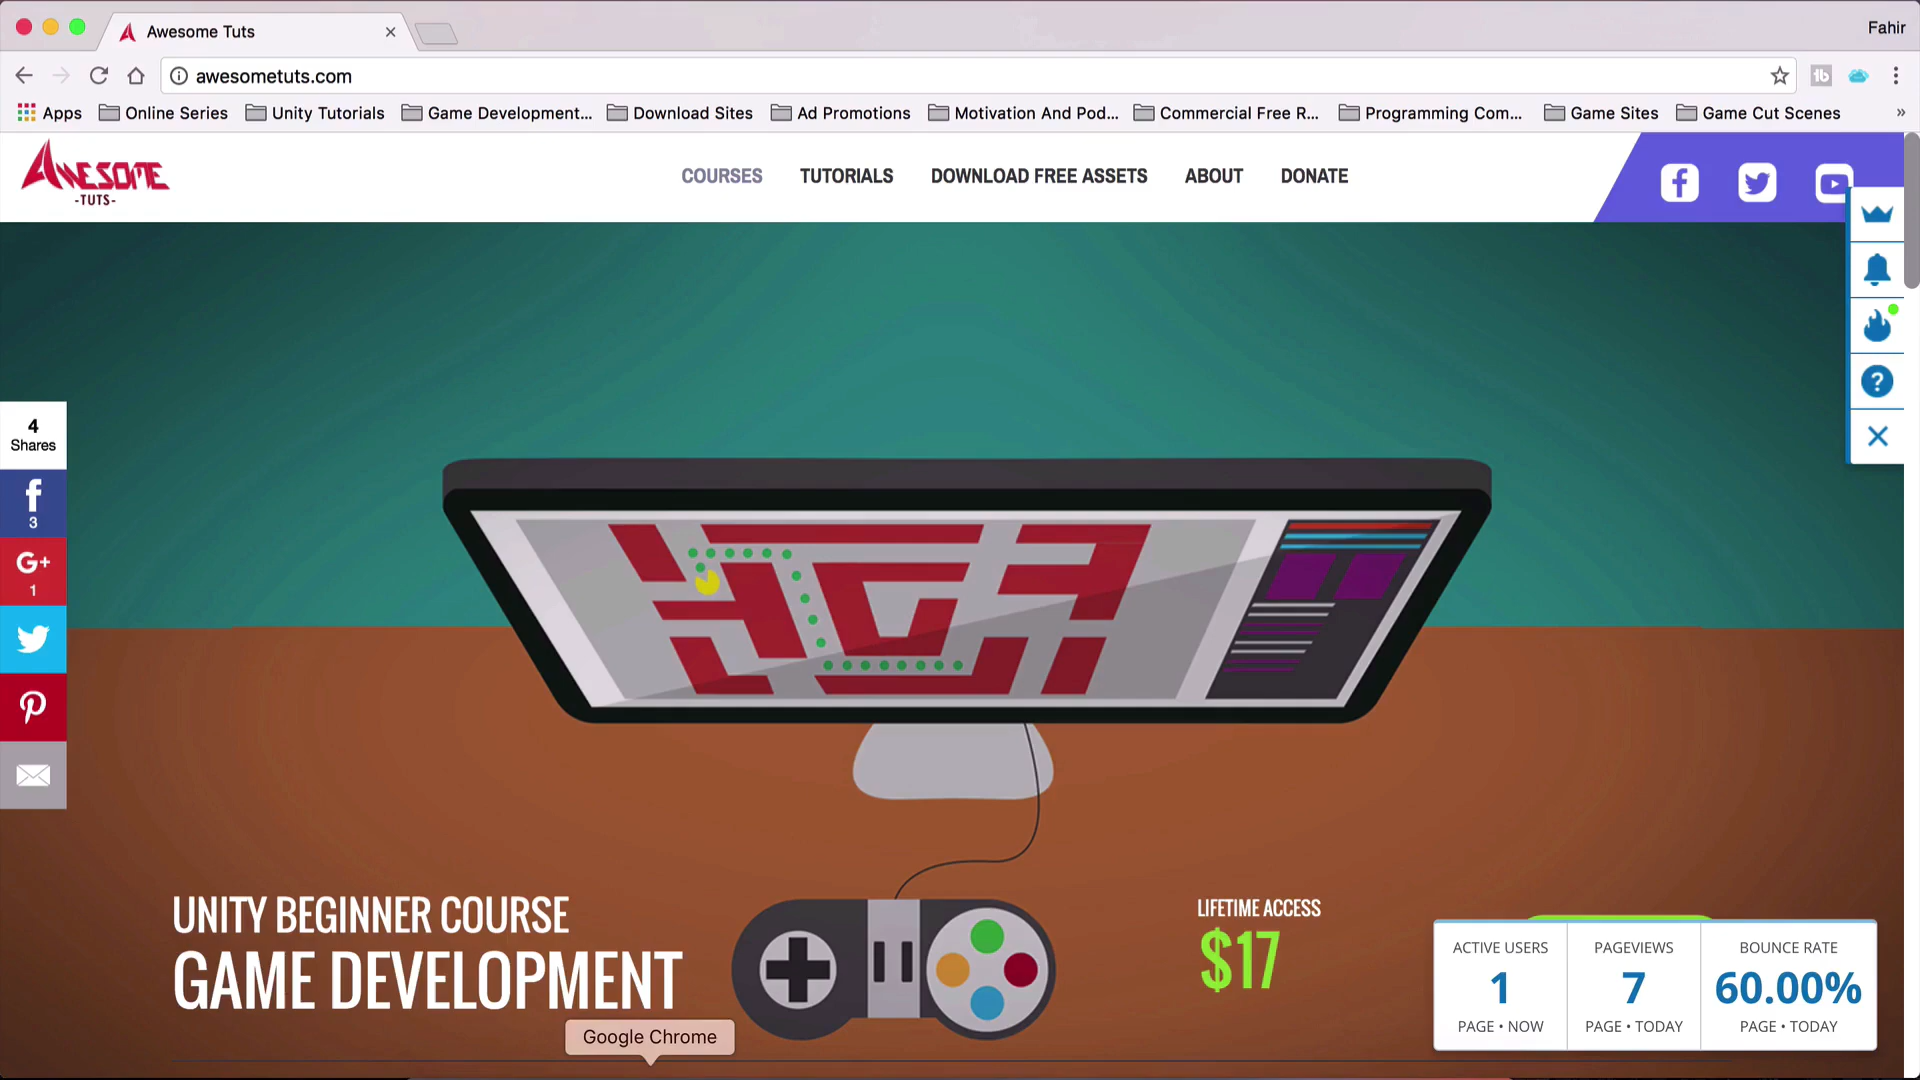 Awesome Tuts
Fahir
awesometuts.com
Apps
Online Series
Unity Tutorials
Game Development...
Download Sites
Ad Promotions
Motivation And Pod...
Commercial Free R...
Programming Com...
Game Sites
Game Cut Scenes
»
AWESOME
-TUTS-
COURSES
TUTORIALS
DOWNLOAD FREE ASSETS
ABOUT
DONATE
4
Shares
3
G+
1
UNITY BEGINNER COURSE
GAME DEVELOPMENT
LIFETIME ACCESS
$17
ACTIVE USERS
1
PAGE • NOW
PAGEVIEWS
7
PAGE • TODAY
BOUNCE RATE
60.00%
PAGE • TODAY
Google Chrome